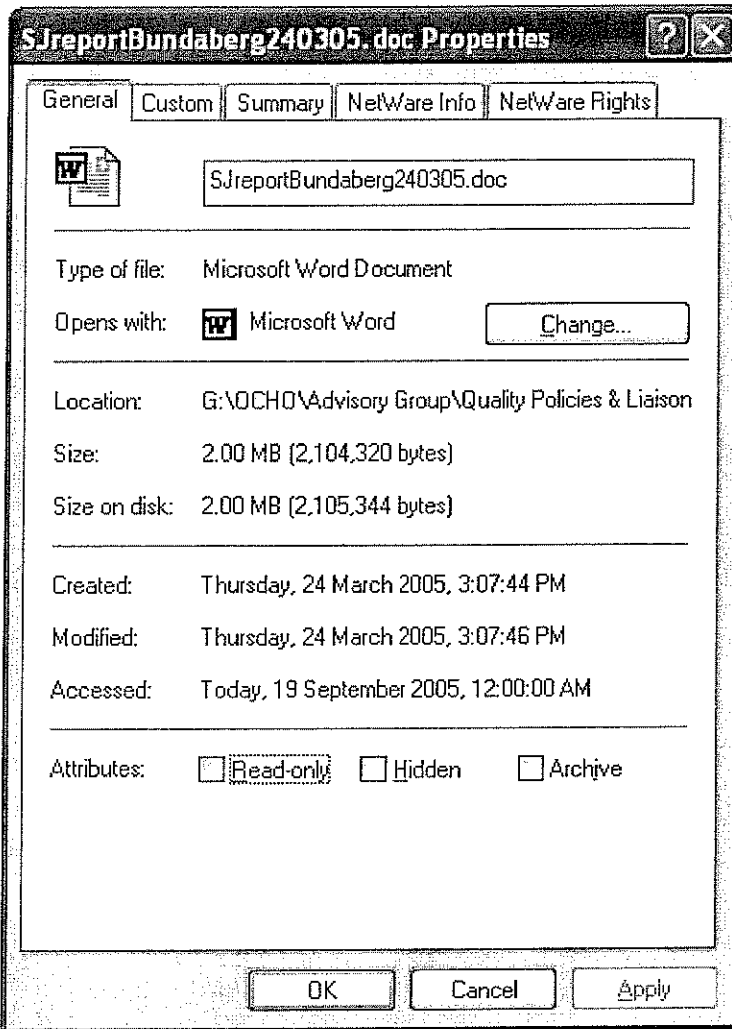 SJreportBundaberg240305.doc Properties ? X
General Custom Summary NetWare Info NetWare Rights
W SJreportBundaberg240305.doc
Type of file: Microsoft Word Document
Opens with: W Microsoft Word Change...
Location: G:\OCHO\Advisory Group\Quality Policies & Liaison
Size: 2.00 MB (2,104,320 bytes)
Size on disk: 2.00 MB (2,105,344 bytes)
Created: Thursday, 24 March 2005, 3:07:44 PM
Modified: Thursday, 24 March 2005, 3:07:46 PM
Accessed: Today, 19 September 2005, 12:00:00 AM
Attributes: Read-only Hidden Archive
OK Cancel Apply